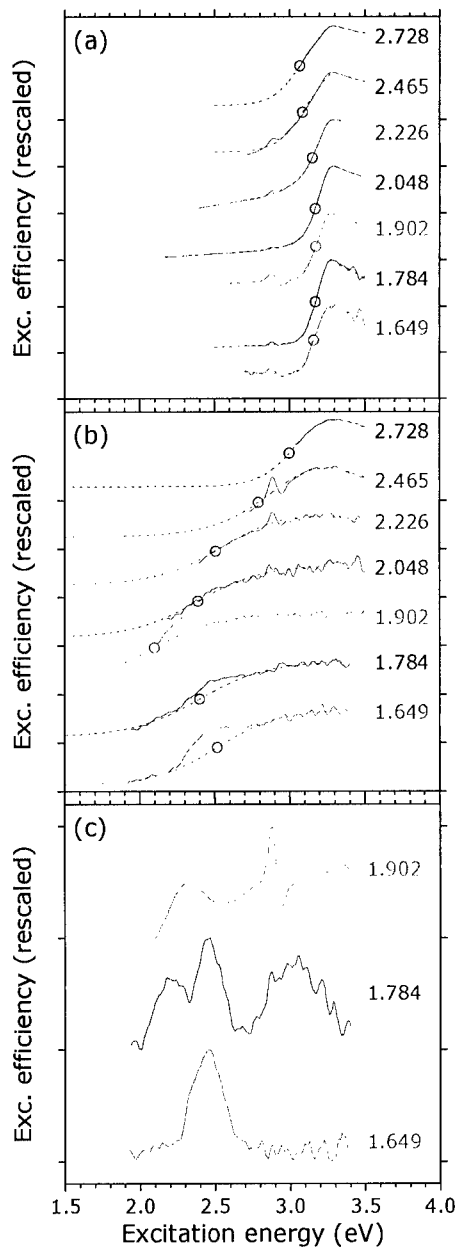 (a)
2.728
2.465
2.226
2.048
1.902
1.784
1.649
Exc. efficiency (rescaled)
(b)
2.728
2.465
2.226
2.048
1.902
1.784
1.649
Exc. efficiency (rescaled)
(c)
1.902
1.784
1.649
Exc. efficiency (rescaled)
1.5 2.0 2.5 3.0 3.5 4.0
Excitation energy (eV)